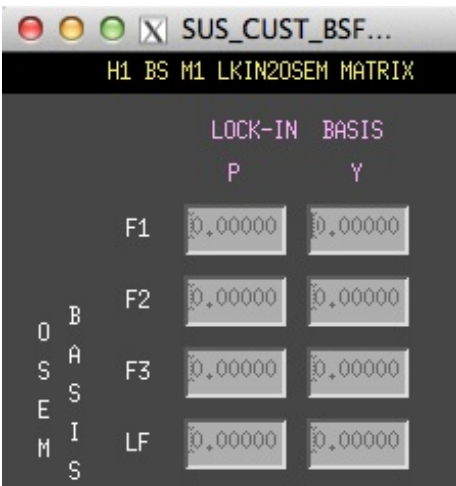 X SUS_CUST_BSF...
H1 BS M1 LKIN2OSEM MATRIX
LOCK-IN BASIS
P Y
F1 0.00000 0.00000
F2 0.00000 0.00000
F3 0.00000 0.00000
LF 0.00000 0.00000
OSEM
BASIS